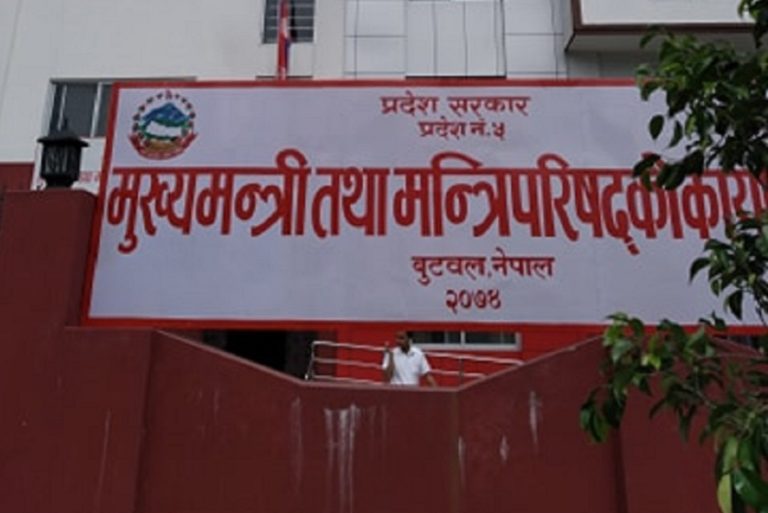 प्रदेश सरकार
प्रदेश नं. ५
मुख्यमन्त्री तथा मन्त्रिपरिषद्को
बुटवल, नेपाल
२०७४